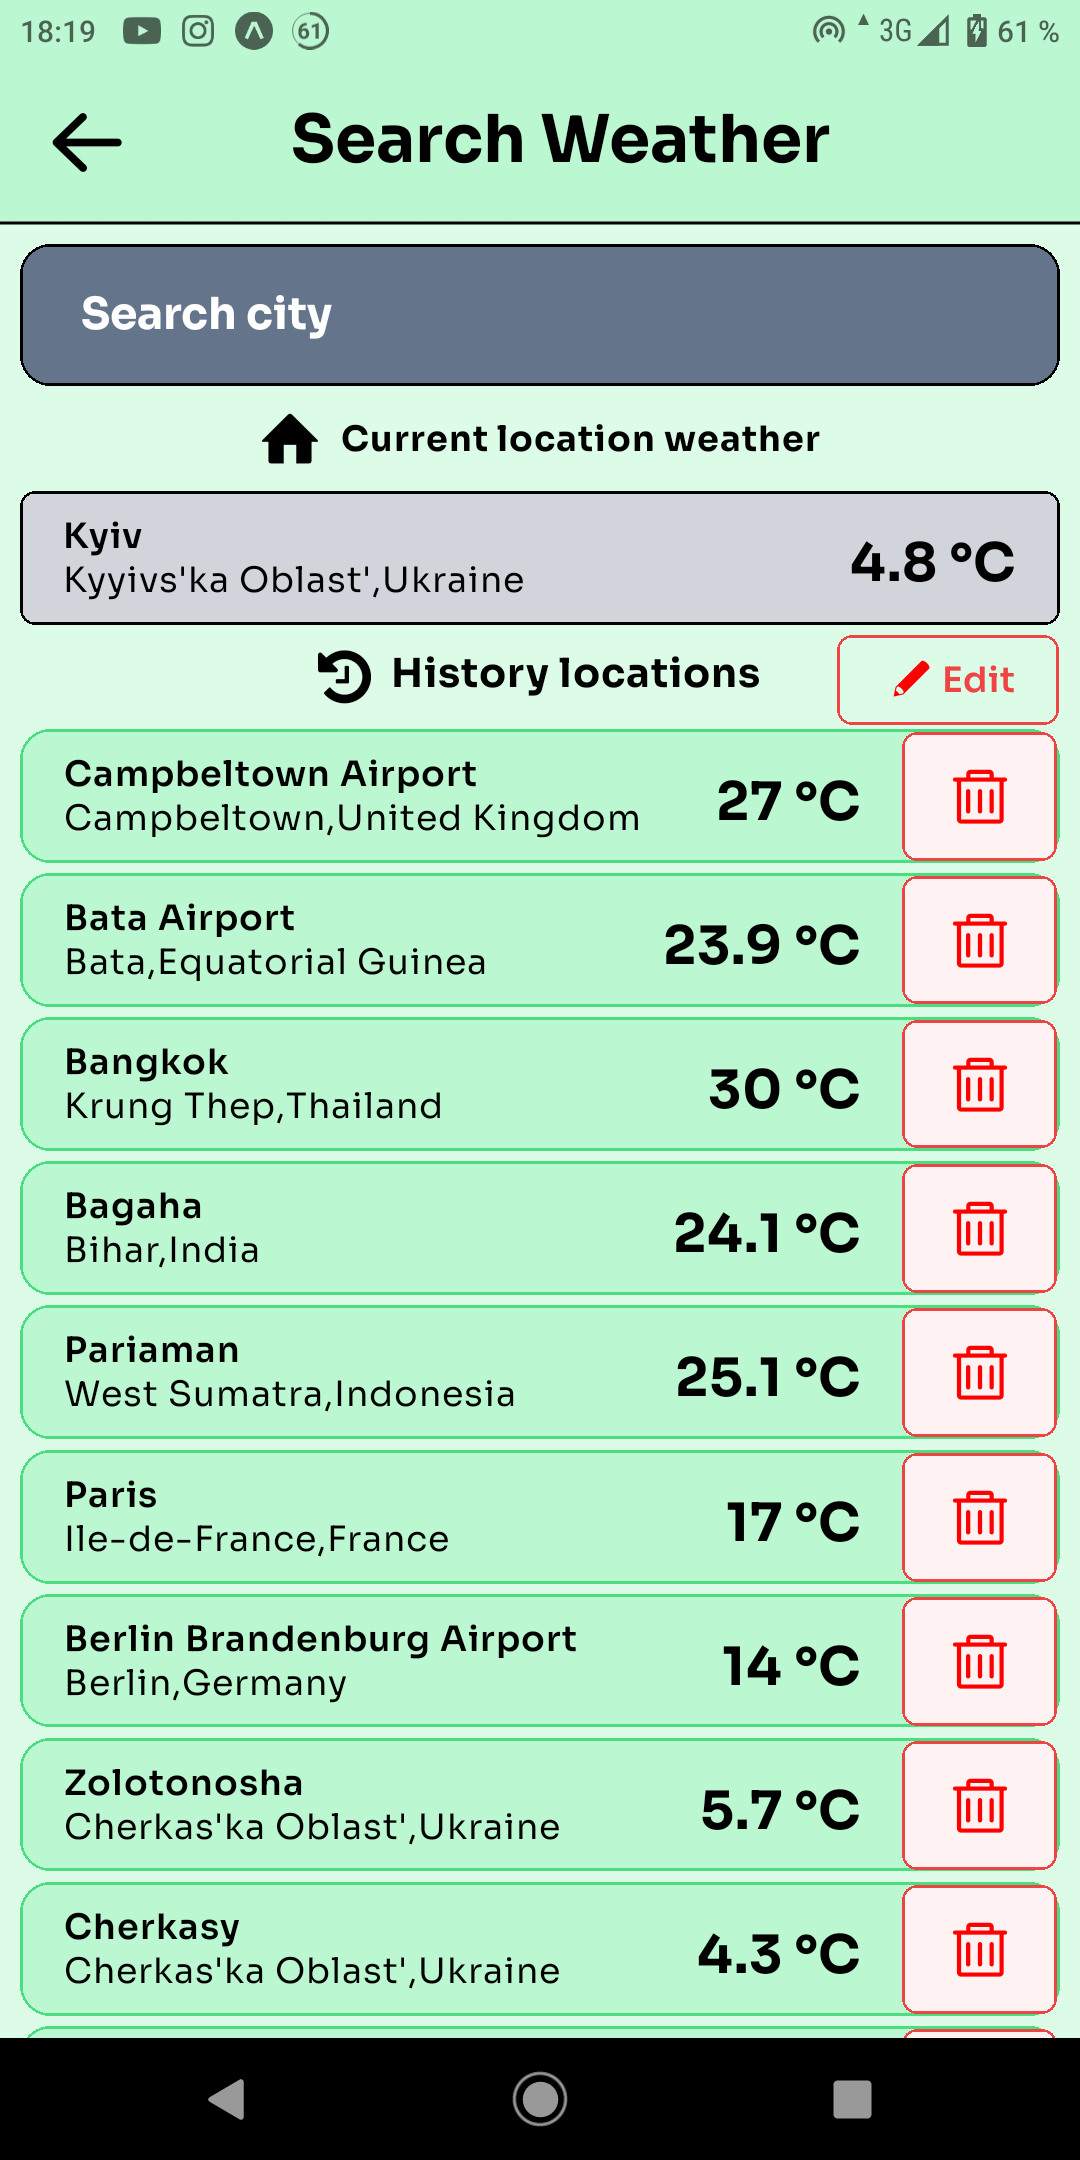 18:19 61 3G 61 %
Search Weather
Search city
Current location weather
Kyiv
Kyyivs'ka Oblast',Ukraine
4.8 °C
History locations
Edit
Campbeltown Airport
Campbeltown,United Kingdom
27 °C
Bata Airport
Bata,Equatorial Guinea
23.9 °C
Bangkok
Krung Thep,Thailand
30 °C
Bagaha
Bihar,India
24.1 °C
Pariaman
West Sumatra,Indonesia
25.1 °C
Paris
Ile-de-France,France
17 °C
Berlin Brandenburg Airport
Berlin,Germany
14 °C
Zolotonosha
Cherkas'ka Oblast',Ukraine
5.7 °C
Cherkasy
Cherkas'ka Oblast',Ukraine
4.3 °C